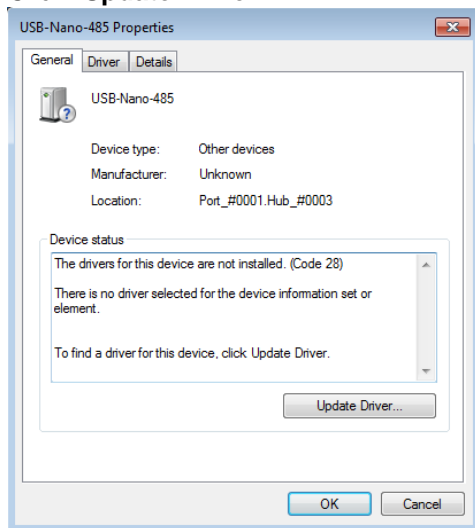 USB-Nano-485 Properties
General Driver Details
USB-Nano-485
Device type: Other devices
Manufacturer: Unknown
Location: Port_#0001.Hub_#0003
Device status
The drivers for this device are not installed. (Code 28)
There is no driver selected for the device information set or
element.
To find a driver for this device, click Update Driver.
Update Driver...
OK Cancel